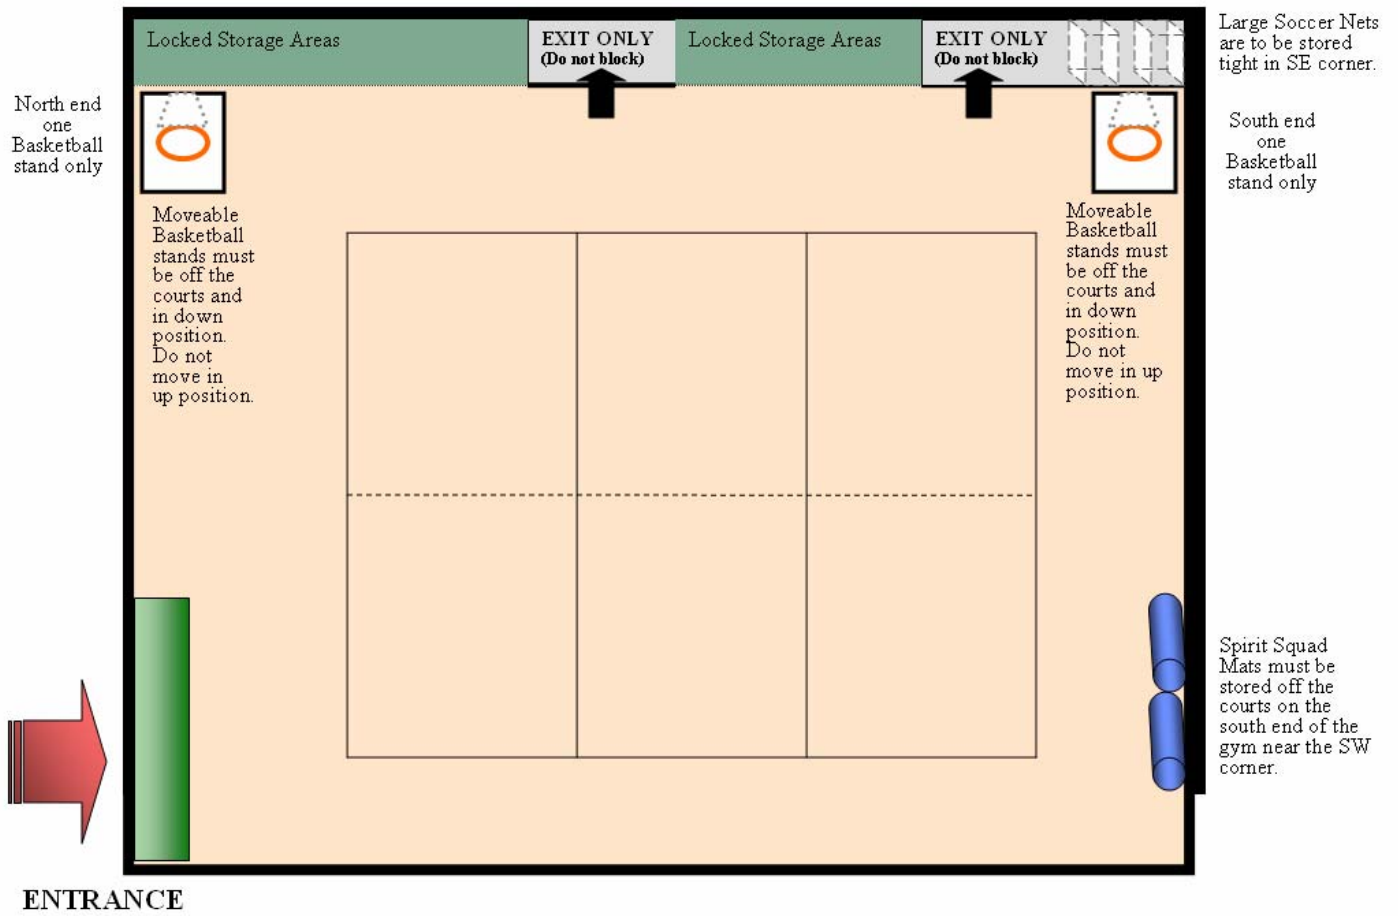 Locked Storage Areas
EXIT ONLY
(Do not block)
Locked Storage Areas
EXIT ONLY
(Do not block)
Large Soccer Nets
are to be stored
tight in SE corner.
North end
one
Basketball
stand only
South end
one
Basketball
stand only
Moveable
Basketball
stands must
be off the
courts and
in down
position.
Do not
move in
up position.
Moveable
Basketball
stands must
be off the
courts and
in down
position.
Do not
move in up
position.
Spirit Squad
Mats must be
stored off the
courts on the
south end of the
gym near the SW
corner.
ENTRANCE